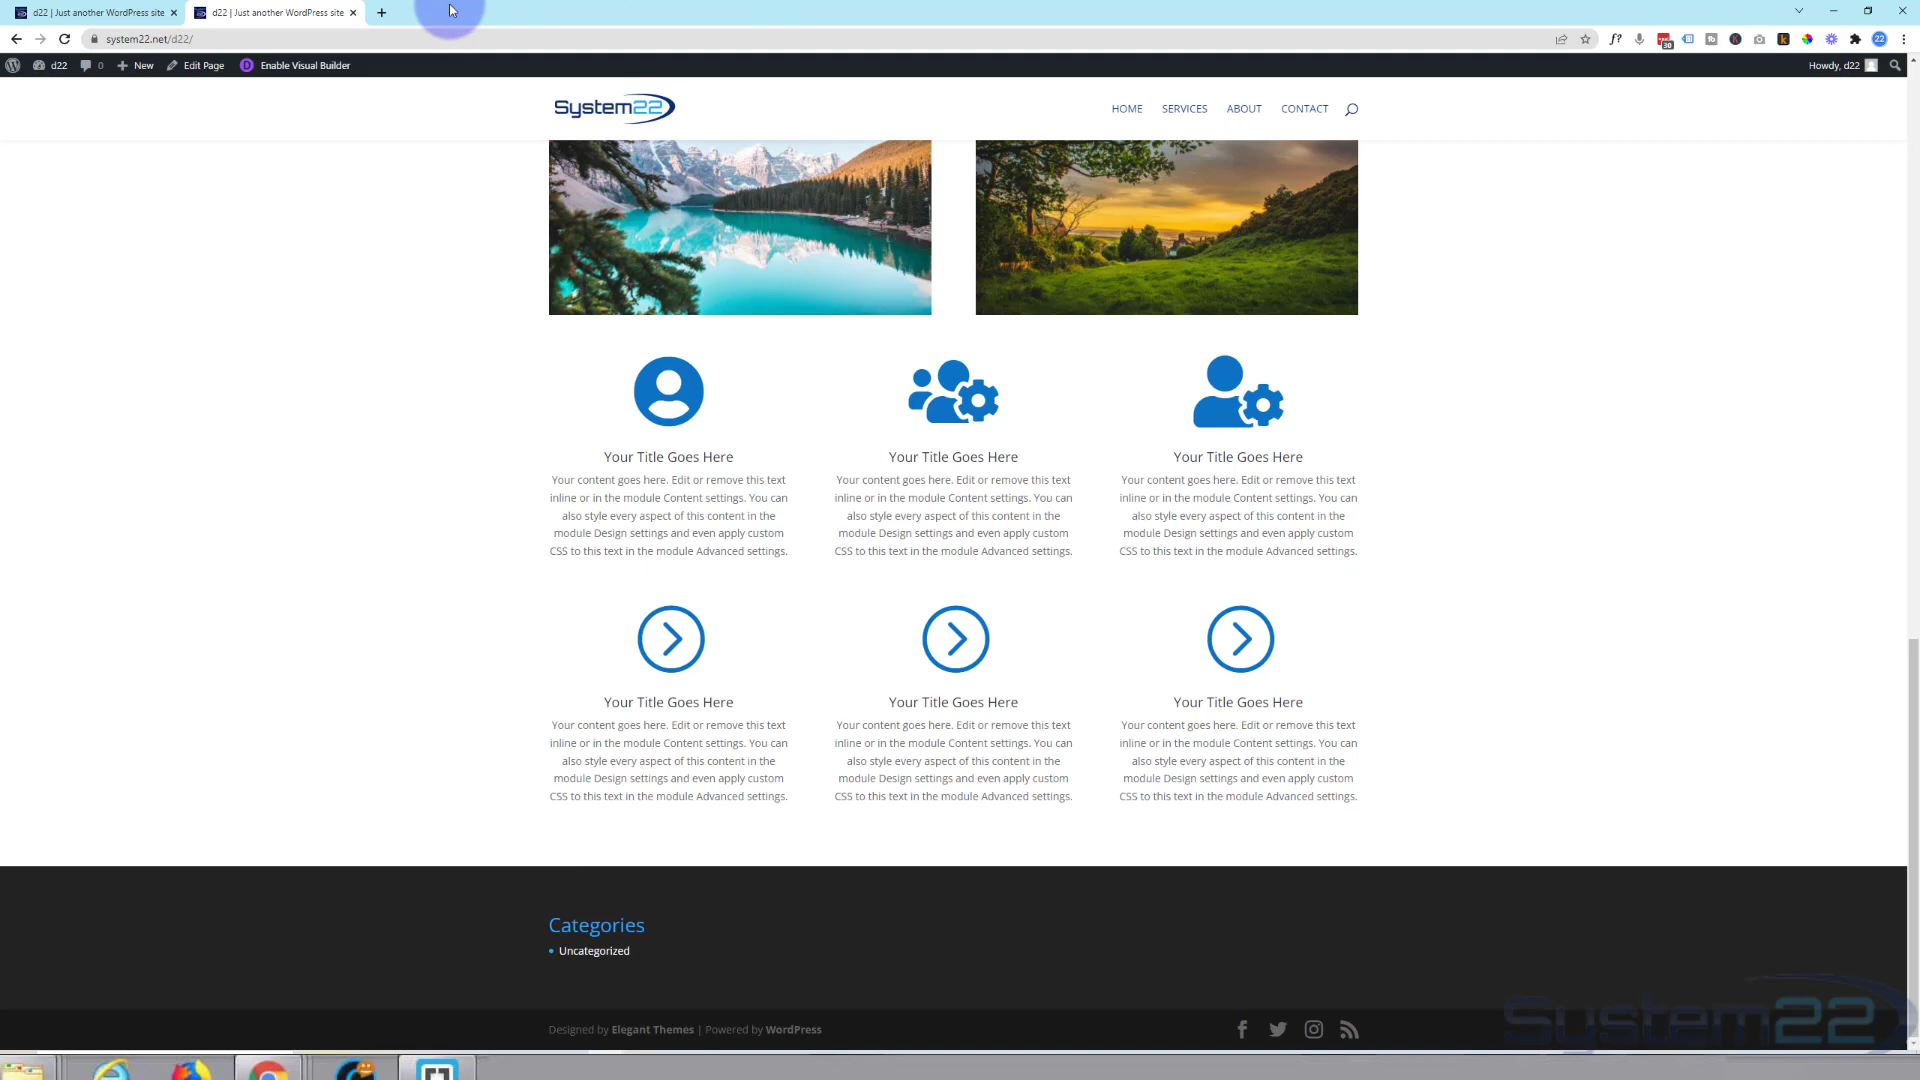 d22 | Just another WordPress site
d22 | Just another WordPress site
system22.net/d22/
30
22
d22
0
New
Edit Page
D
Enable Visual Builder
Howdy, d22
System22
HOME
SERVICES
ABOUT
CONTACT
Your Title Goes Here
Your content goes here. Edit or remove this text
inline or in the module Content settings. You can
also style every aspect of this content in the
module Design settings and even apply custom
CSS to this text in the module Advanced settings.
Your Title Goes Here
Your content goes here. Edit or remove this text
inline or in the module Content settings. You can
also style every aspect of this content in the
module Design settings and even apply custom
CSS to this text in the module Advanced settings.
Your Title Goes Here
Your content goes here. Edit or remove this text
inline or in the module Content settings. You can
also style every aspect of this content in the
module Design settings and even apply custom
CSS to this text in the module Advanced settings.
Your Title Goes Here
Your content goes here. Edit or remove this text
inline or in the module Content settings. You can
also style every aspect of this content in the
module Design settings and even apply custom
CSS to this text in the module Advanced settings.
Your Title Goes Here
Your content goes here. Edit or remove this text
inline or in the module Content settings. You can
also style every aspect of this content in the
module Design settings and even apply custom
CSS to this text in the module Advanced settings.
Your Title Goes Here
Your content goes here. Edit or remove this text
inline or in the module Content settings. You can
also style every aspect of this content in the
module Design settings and even apply custom
CSS to this text in the module Advanced settings.
Categories
Uncategorized
Designed by Elegant Themes | Powered by WordPress
System22